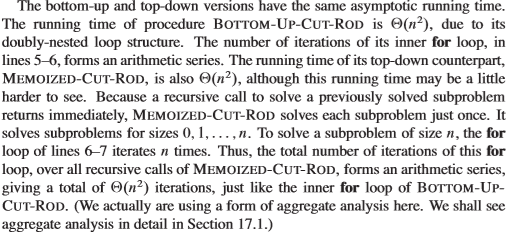 The bottom-up and top-down versions have the same asymptotic running time.
The running time of procedure BOTTOM-UP-CUT-ROD is Θ(n²), due to its
doubly-nested loop structure. The number of iterations of its inner for loop, in
lines 5–6, forms an arithmetic series. The running time of its top-down counterpart,
MEMOIZED-CUT-ROD, is also Θ(n²), although this running time may be a little
harder to see. Because a recursive call to solve a previously solved subproblem
returns immediately, MEMOIZED-CUT-ROD solves each subproblem just once. It
solves subproblems for sizes 0, 1, . . . , n. To solve a subproblem of size n, the for
loop of lines 6–7 iterates n times. Thus, the total number of iterations of this for
loop, over all recursive calls of MEMOIZED-CUT-ROD, forms an arithmetic series,
giving a total of Θ(n²) iterations, just like the inner for loop of BOTTOM-UP-
CUT-ROD. (We actually are using a form of aggregate analysis here. We shall see
aggregate analysis in detail in Section 17.1.)